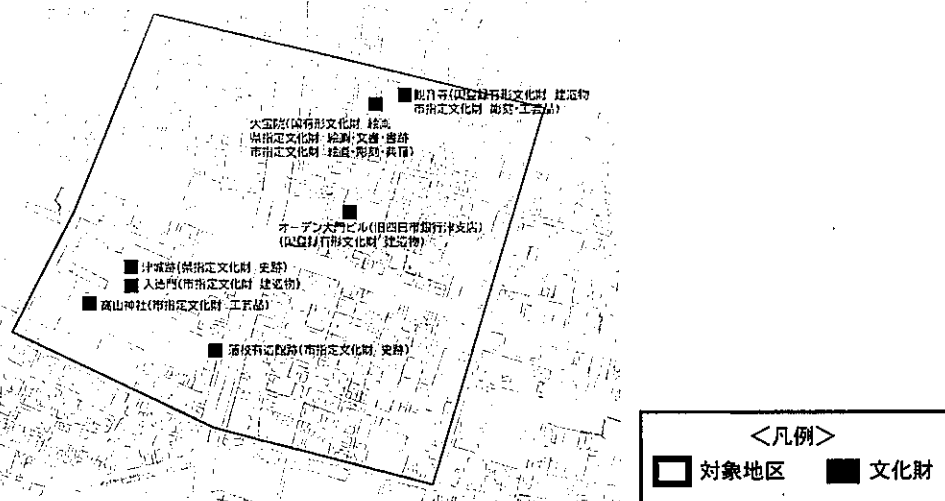 観音寺(国登録有形文化財 建造物
市指定文化財 彫刻・工芸品)
大宝院(国有形文化財 絵画
県指定文化財 絵画・文書・書跡
市指定文化財 絵画・彫刻・典籍)
オーデン大門ビル(旧四日市銀行津支店)
(国登録有形文化財 建造物)
津城跡(県指定文化財 史跡)
入徳門(市指定文化財 建造物)
高山神社(市指定文化財 工芸品)
藩校有造館跡(市指定文化財 史跡)
<凡例>
対象地区 文化財